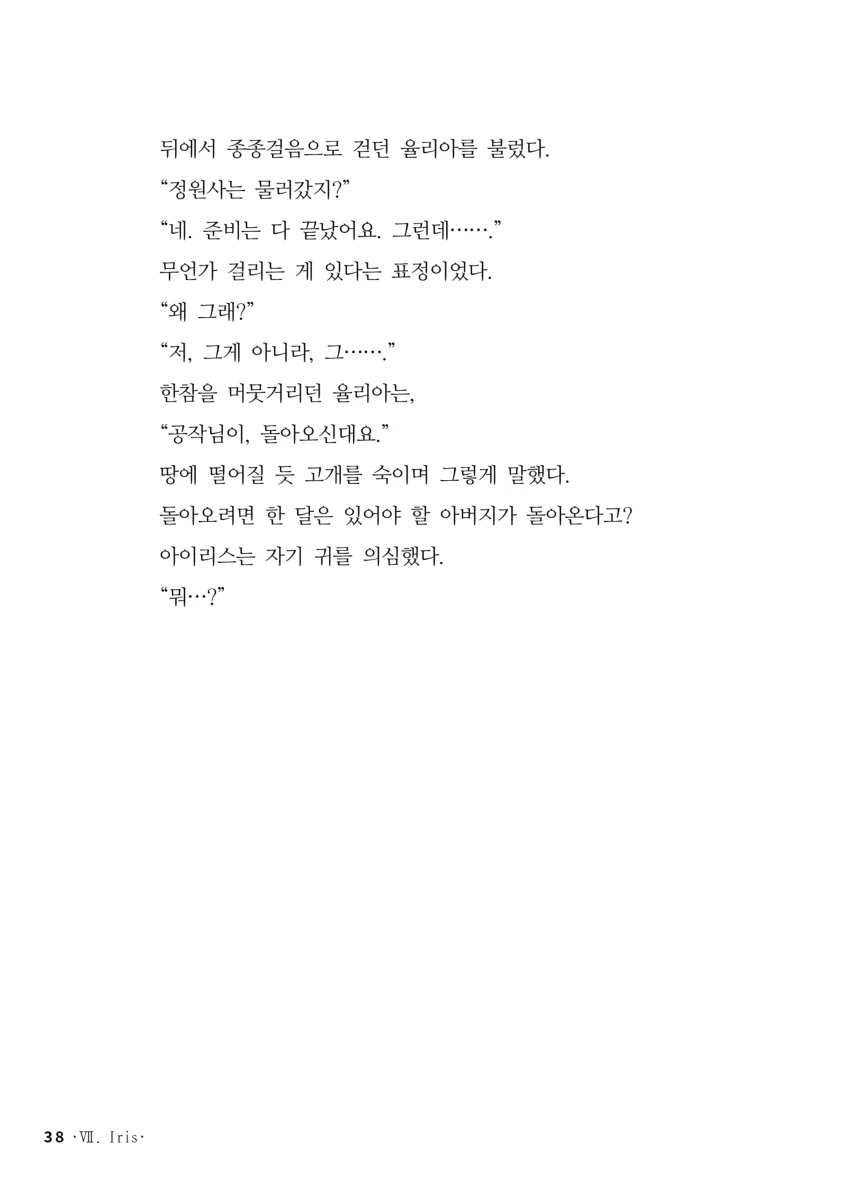 뒤에서 종종걸음으로 걷던 율리아를 불렀다.
“정원사는 물러갔지?”
“네. 준비는 다 끝났어요. 그런데…….”
무언가 걸리는 게 있다는 표정이었다.
“왜 그래?”
“저, 그게 아니라, 그…….”
한참을 머뭇거리던 율리아는,
“공작님이, 돌아오신대요.”
땅에 떨어질 듯 고개를 숙이며 그렇게 말했다.
돌아오려면 한 달은 있어야 할 아버지가 돌아온다고?
아이리스는 자기 귀를 의심했다.
“뭐…?”
38 ·Ⅶ. Iris·